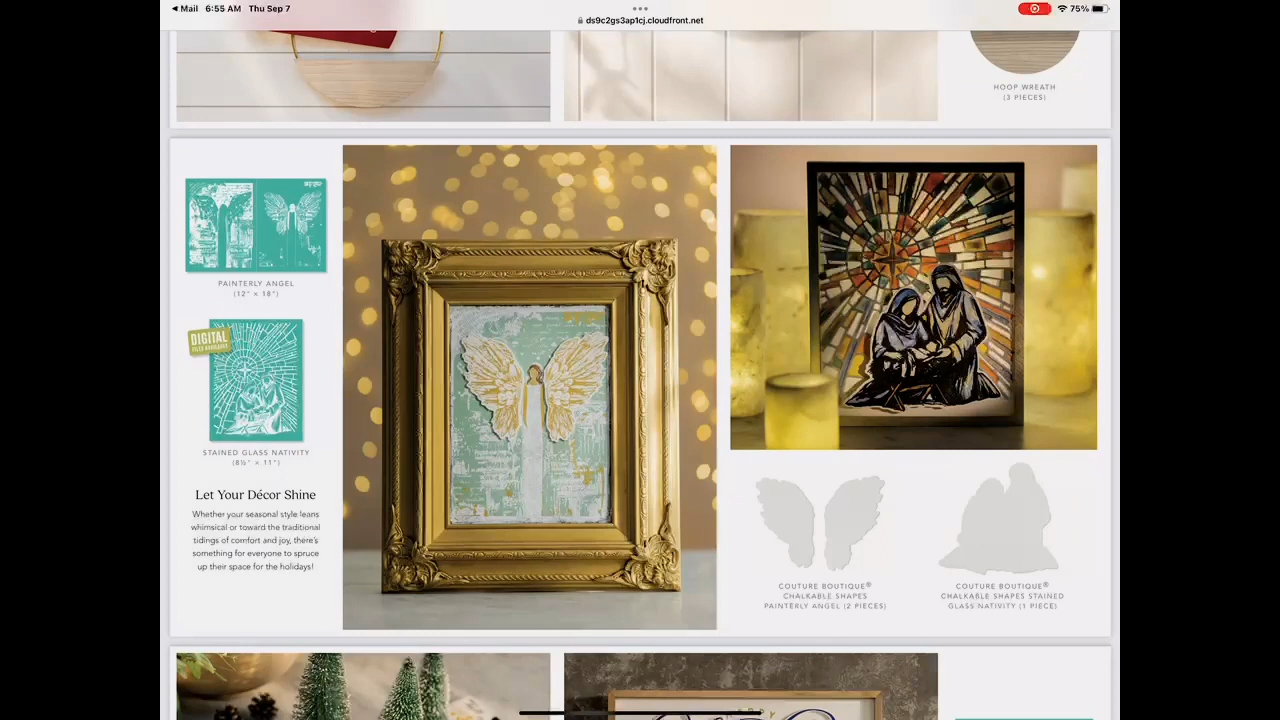 Mail 6:55 AM Thu Sep 7
75%
ds9c2gs3ap1cj.cloudfront.net
HOOP WREATH
(3 PIECES)
PAINTERLY ANGEL
(12" × 18")
DIGITAL
FILES AVAILABLE
STAINED GLASS NATIVITY
(8½" × 11")
Let Your Décor Shine
Whether your seasonal style leans
whimsical or toward the traditional
tidings of comfort and joy, there's
something for everyone to spruce
up their space for the holidays!
COUTURE BOUTIQUE®
CHALKABLE SHAPES
PAINTERLY ANGEL (2 PIECES)
COUTURE BOUTIQUE®
CHALKABLE SHAPES STAINED
GLASS NATIVITY (1 PIECE)